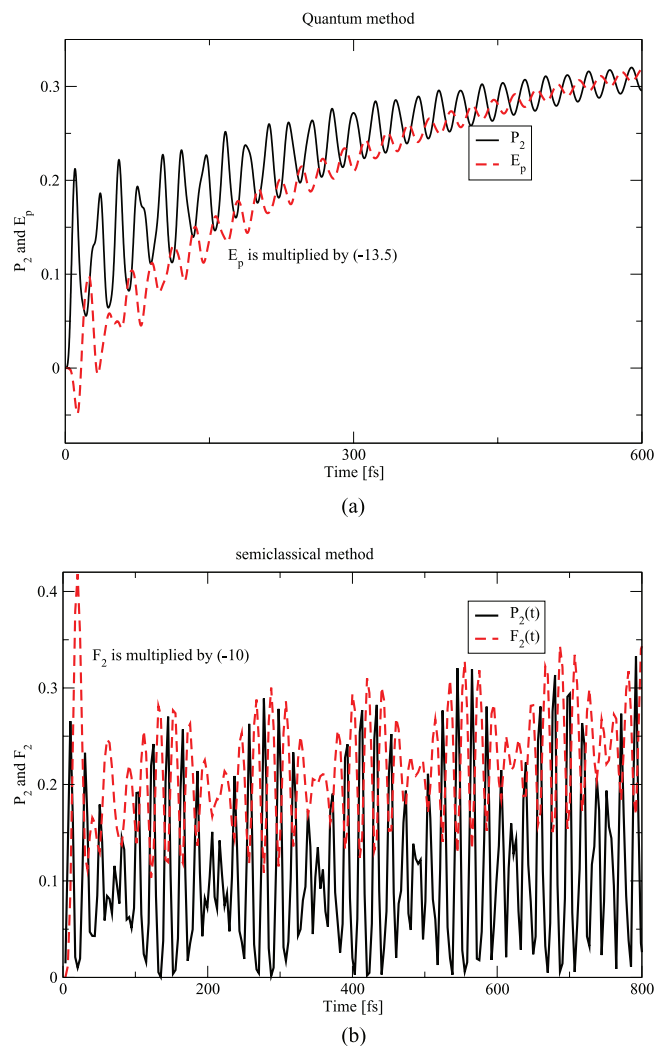 Quantum method
0.3
0.2
0.1
0
P2 and Ep
P2
Ep
Ep is multiplied by (-13.5)
0 300 600
Time [fs]
(a)
semiclassical method
0.4
0.3
0.2
0.1
0
P2 and F2
P2(t)
F2(t)
F2 is multiplied by (-10)
0 200 400 600 800
Time [fs]
(b)